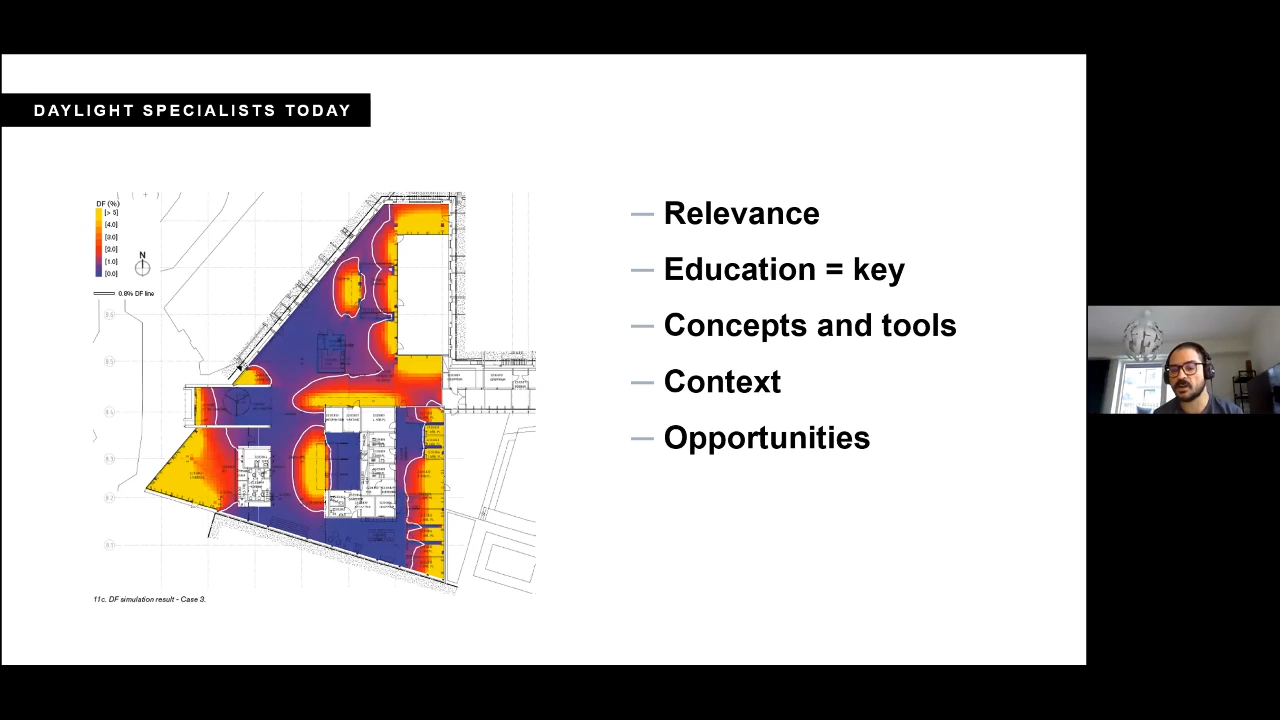 DAYLIGHT SPECIALISTS TODAY
DF (%)
[> 5]
[4.0]
[3.0]
[2.0]
[1.0]
[0.0]
N
0.8% DF line
11c. DF simulation result - Case 3.
— Relevance
— Education = key
— Concepts and tools
— Context
— Opportunities